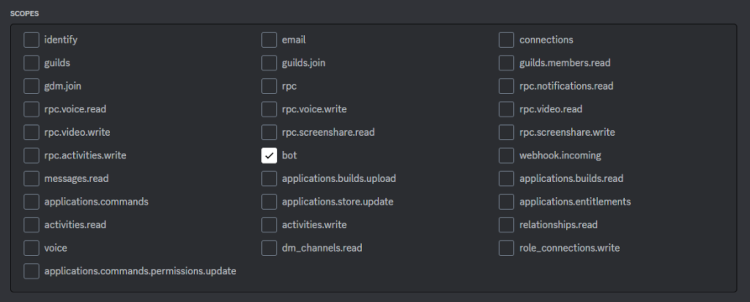 SCOPES
identify email connections
guilds guilds.join guilds.members.read
gdm.join rpc rpc.notifications.read
rpc.voice.read rpc.voice.write rpc.video.read
rpc.video.write rpc.screenshare.read rpc.screenshare.write
rpc.activities.write bot webhook.incoming
messages.read applications.builds.upload applications.builds.read
applications.commands applications.store.update applications.entitlements
activities.read activities.write relationships.read
voice dm_channels.read role_connections.write
applications.commands.permissions.update